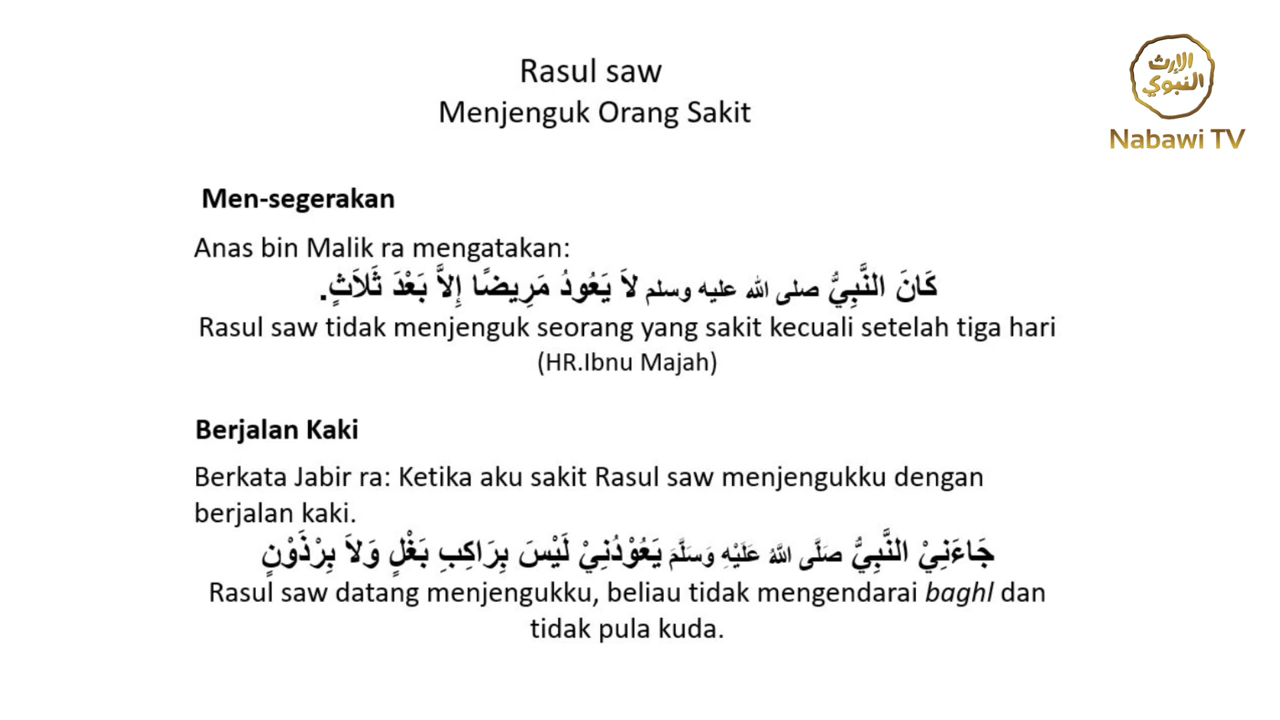 الإرث
النبوي
Nabawi TV
Rasul saw
Menjenguk Orang Sakit
Men-segerakan
Anas bin Malik ra mengatakan:
كَانَ النَّبِيُّ صلى الله عليه وسلم لاَ يَعُودُ مَرِيضًا إِلاَّ بَعْدَ ثَلاَثٍ.
Rasul saw tidak menjenguk seorang yang sakit kecuali setelah tiga hari
(HR.Ibnu Majah)
Berjalan Kaki
Berkata Jabir ra: Ketika aku sakit Rasul saw menjengukku dengan
berjalan kaki.
جَاءَنِيْ النَّبِيُّ صَلَّى اللَّهُ عَلَيْهِ وَسَلَّمَ يَعُوْدُنِيْ لَيْسَ بِرَاكِبِ بَغْلٍ وَلاَ بِرْذَوْنٍ
Rasul saw datang menjengukku, beliau tidak mengendarai baghl dan
tidak pula kuda.